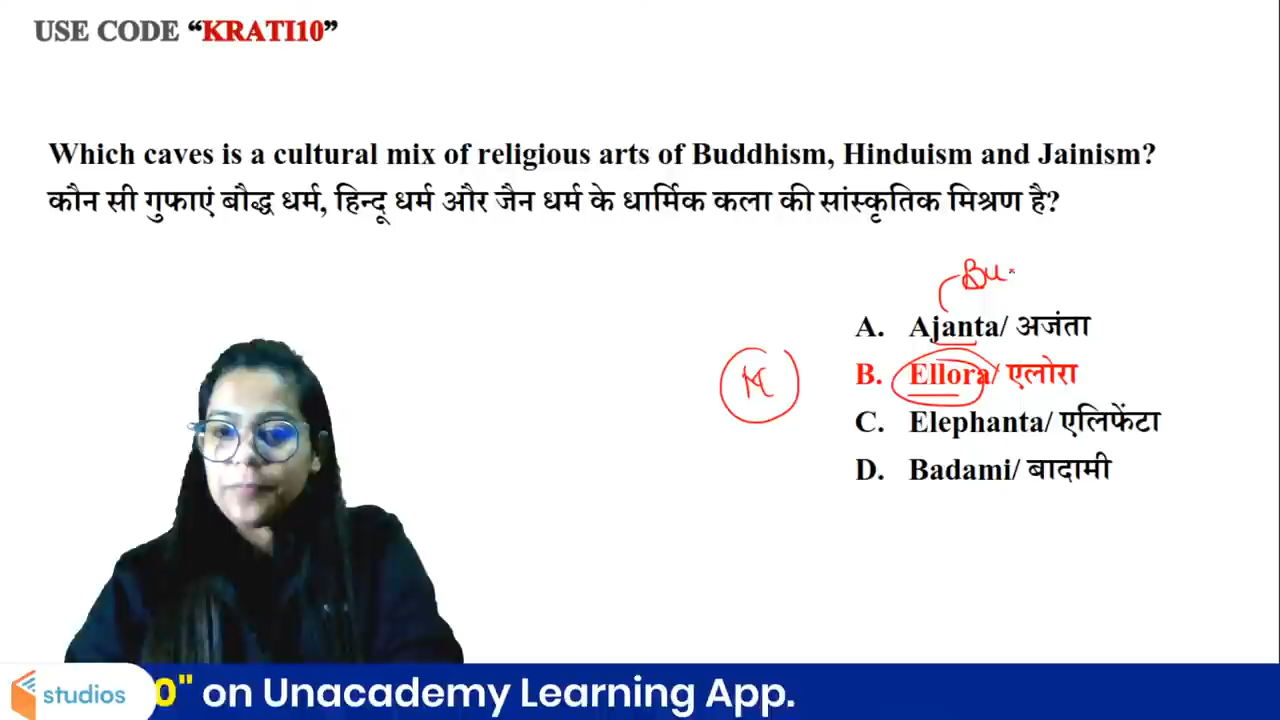 USE CODE “KRATI10”
Which caves is a cultural mix of religious arts of Buddhism, Hinduism and Jainism?
कौन सी गुफाएं बौद्ध धर्म, हिन्दू धर्म और जैन धर्म के धार्मिक कला की सांस्कृतिक मिश्रण है?
Bu
A. Ajanta/ अजंता
B. Ellora/ एलोरा
C. Elephanta/ एलिफेंटा
D. Badami/ बादामी
studios 0" on Unacademy Learning App.